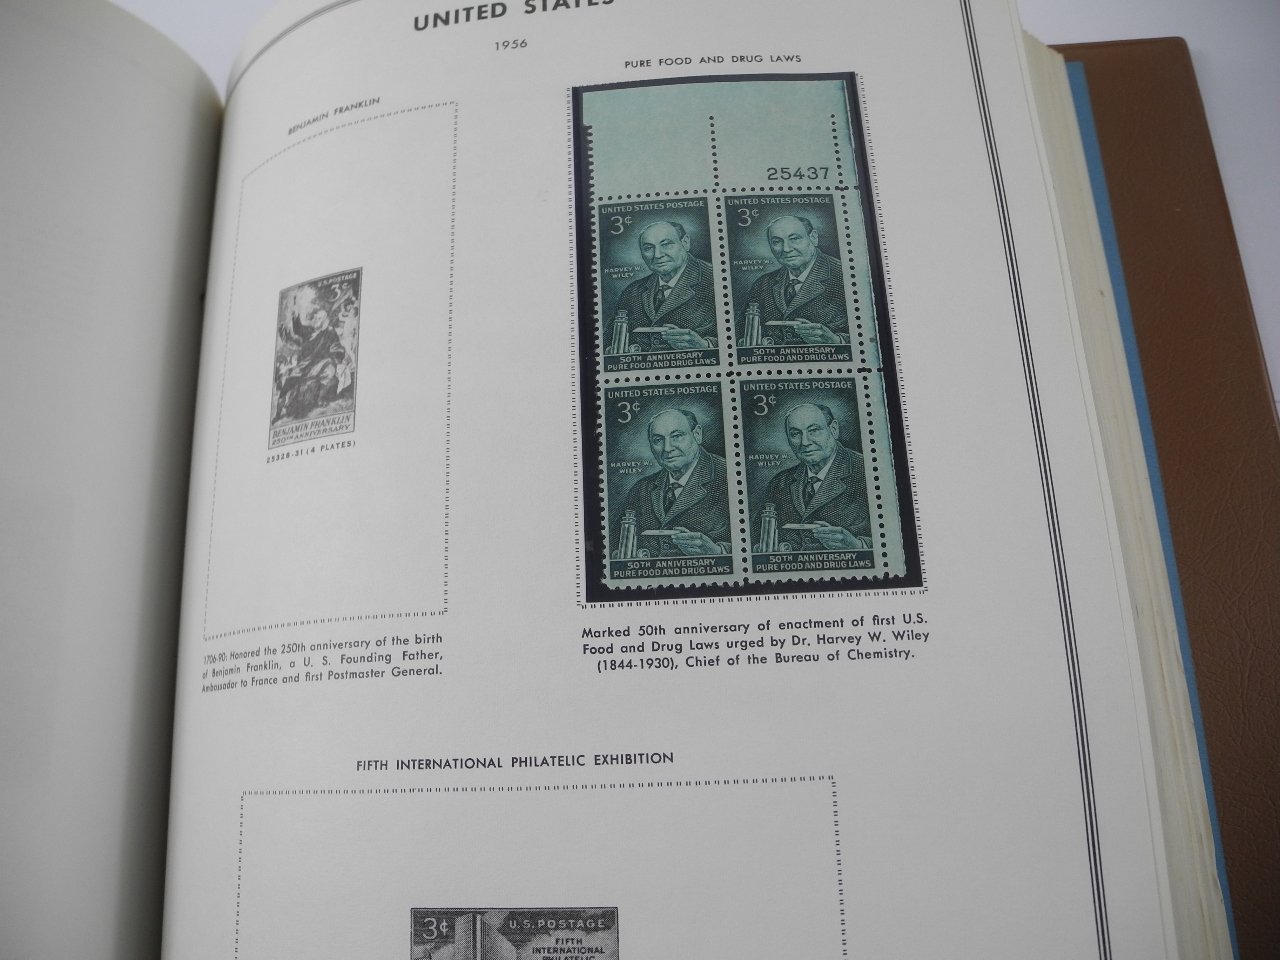 UNITED STATES
1956
BENJAMIN FRANKLIN
U.S. POSTAGE
3¢
BENJAMIN FRANKLIN
250TH ANNIVERSARY
25328-31 (4 PLATES)
1706-90: Honored the 250th anniversary of the birth
of Benjamin Franklin, a U. S. Founding Father,
Ambassador to France and first Postmaster General.
PURE FOOD AND DRUG LAWS
25437
UNITED STATES POSTAGE
3¢
HARVEY W.
WILEY
50TH ANNIVERSARY
PURE FOOD AND DRUG LAWS
UNITED STATES POSTAGE
3¢
HARVEY W.
WILEY
50TH ANNIVERSARY
PURE FOOD AND DRUG LAWS
UNITED STATES POSTAGE
3¢
HARVEY W.
WILEY
50TH ANNIVERSARY
PURE FOOD AND DRUG LAWS
UNITED STATES POSTAGE
3¢
HARVEY W.
WILEY
50TH ANNIVERSARY
PURE FOOD AND DRUG LAWS
Marked 50th anniversary of enactment of first U.S.
Food and Drug Laws urged by Dr. Harvey W. Wiley
(1844-1930), Chief of the Bureau of Chemistry.
FIFTH INTERNATIONAL PHILATELIC EXHIBITION
3¢
U.S. POSTAGE
FIFTH
INTERNATIONAL
PHILATELIC